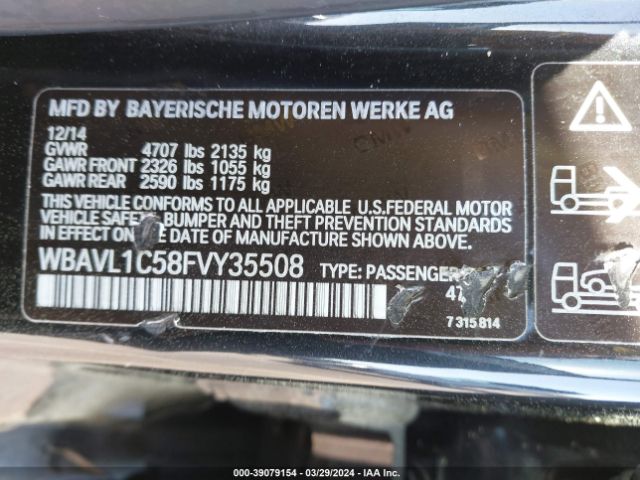 MFD BY BAYERISCHE MOTOREN WERKE AG
12/14
GVWR 4707 lbs 2135 kg
GAWR FRONT 2326 lbs 1055 kg
GAWR REAR 2590 lbs 1175 kg
THIS VEHICLE CONFORMS TO ALL APPLICABLE U.S.FEDERAL MOTOR
VEHICLE SAFETY, BUMPER AND THEFT PREVENTION STANDARDS
IN EFFECT ON DATE OF MANUFACTURE SHOWN ABOVE.
WBAVL1C58FVY35508 TYPE: PASSENGER
47
7 315 814
000-39079154 | 03/29/2024 | IAA Inc.